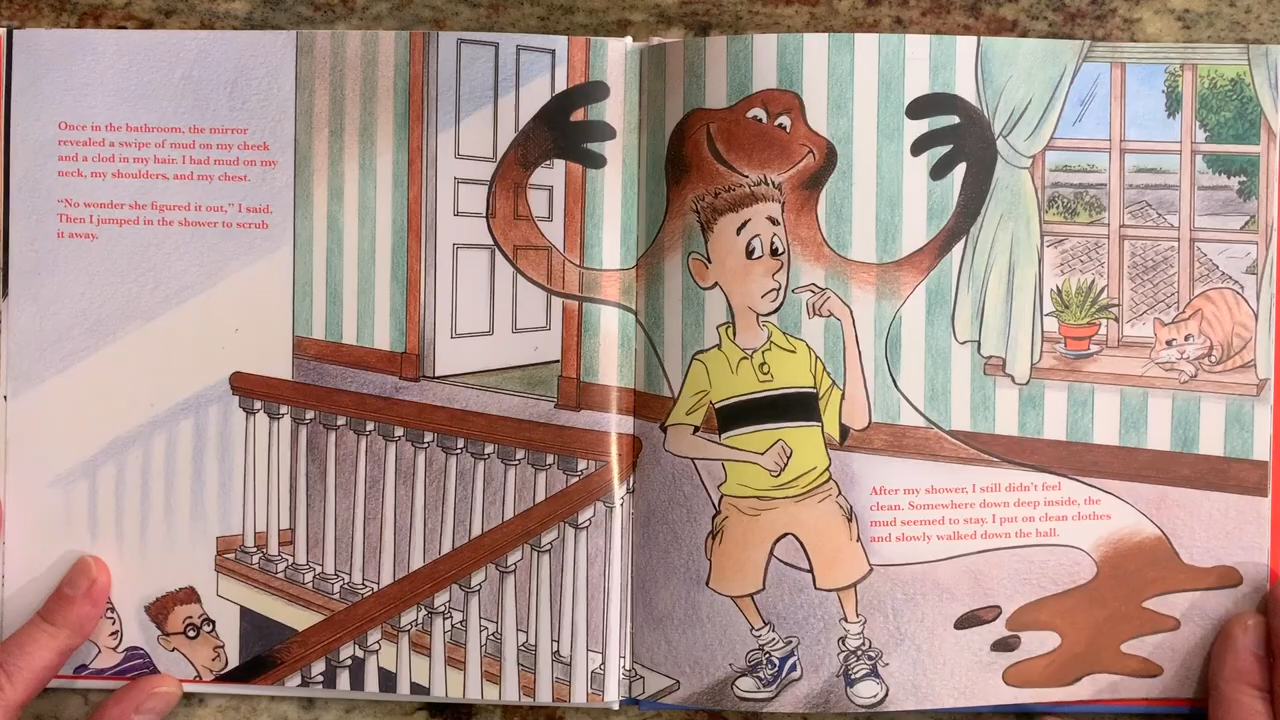 Once in the bathroom, the mirror
revealed a swipe of mud on my cheek
and a clod in my hair. I had mud on my
neck, my shoulders, and my chest.
“No wonder she figured it out,” I said.
Then I jumped in the shower to scrub
it away.
After my shower, I still didn’t feel
clean. Somewhere down deep inside, the
mud seemed to stay. I put on clean clothes
and slowly walked down the hall.